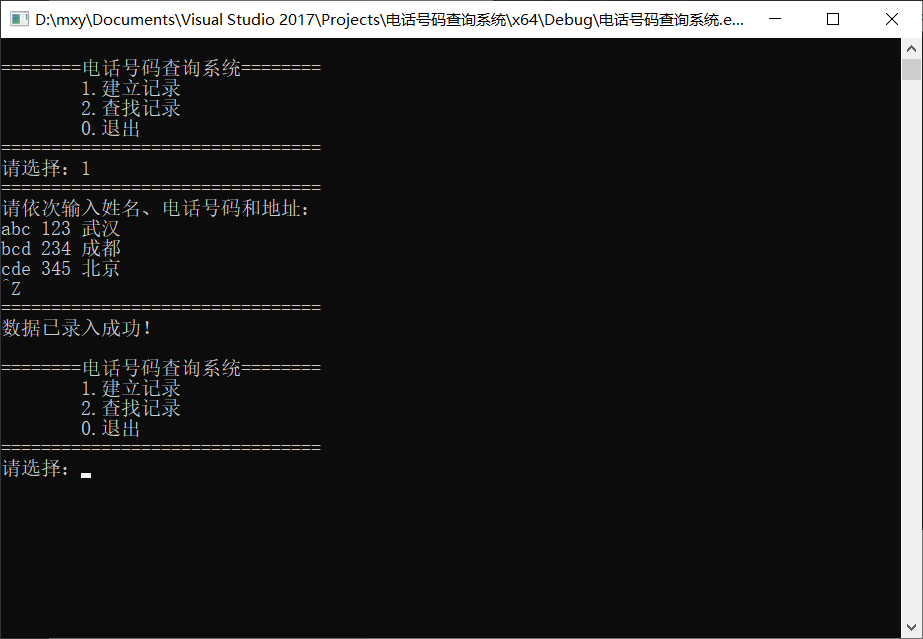 D:\mxy\Documents\Visual Studio 2017\Projects\电话号码查询系统\x64\Debug\电话号码查询系统.e...
========电话号码查询系统========
1.建立记录
2.查找记录
0.退出
================================
请选择：1
================================
请依次输入姓名、电话号码和地址：
abc 123 武汉
bcd 234 成都
cde 345 北京
^Z
================================
数据已录入成功！
========电话号码查询系统========
1.建立记录
2.查找记录
0.退出
================================
请选择：